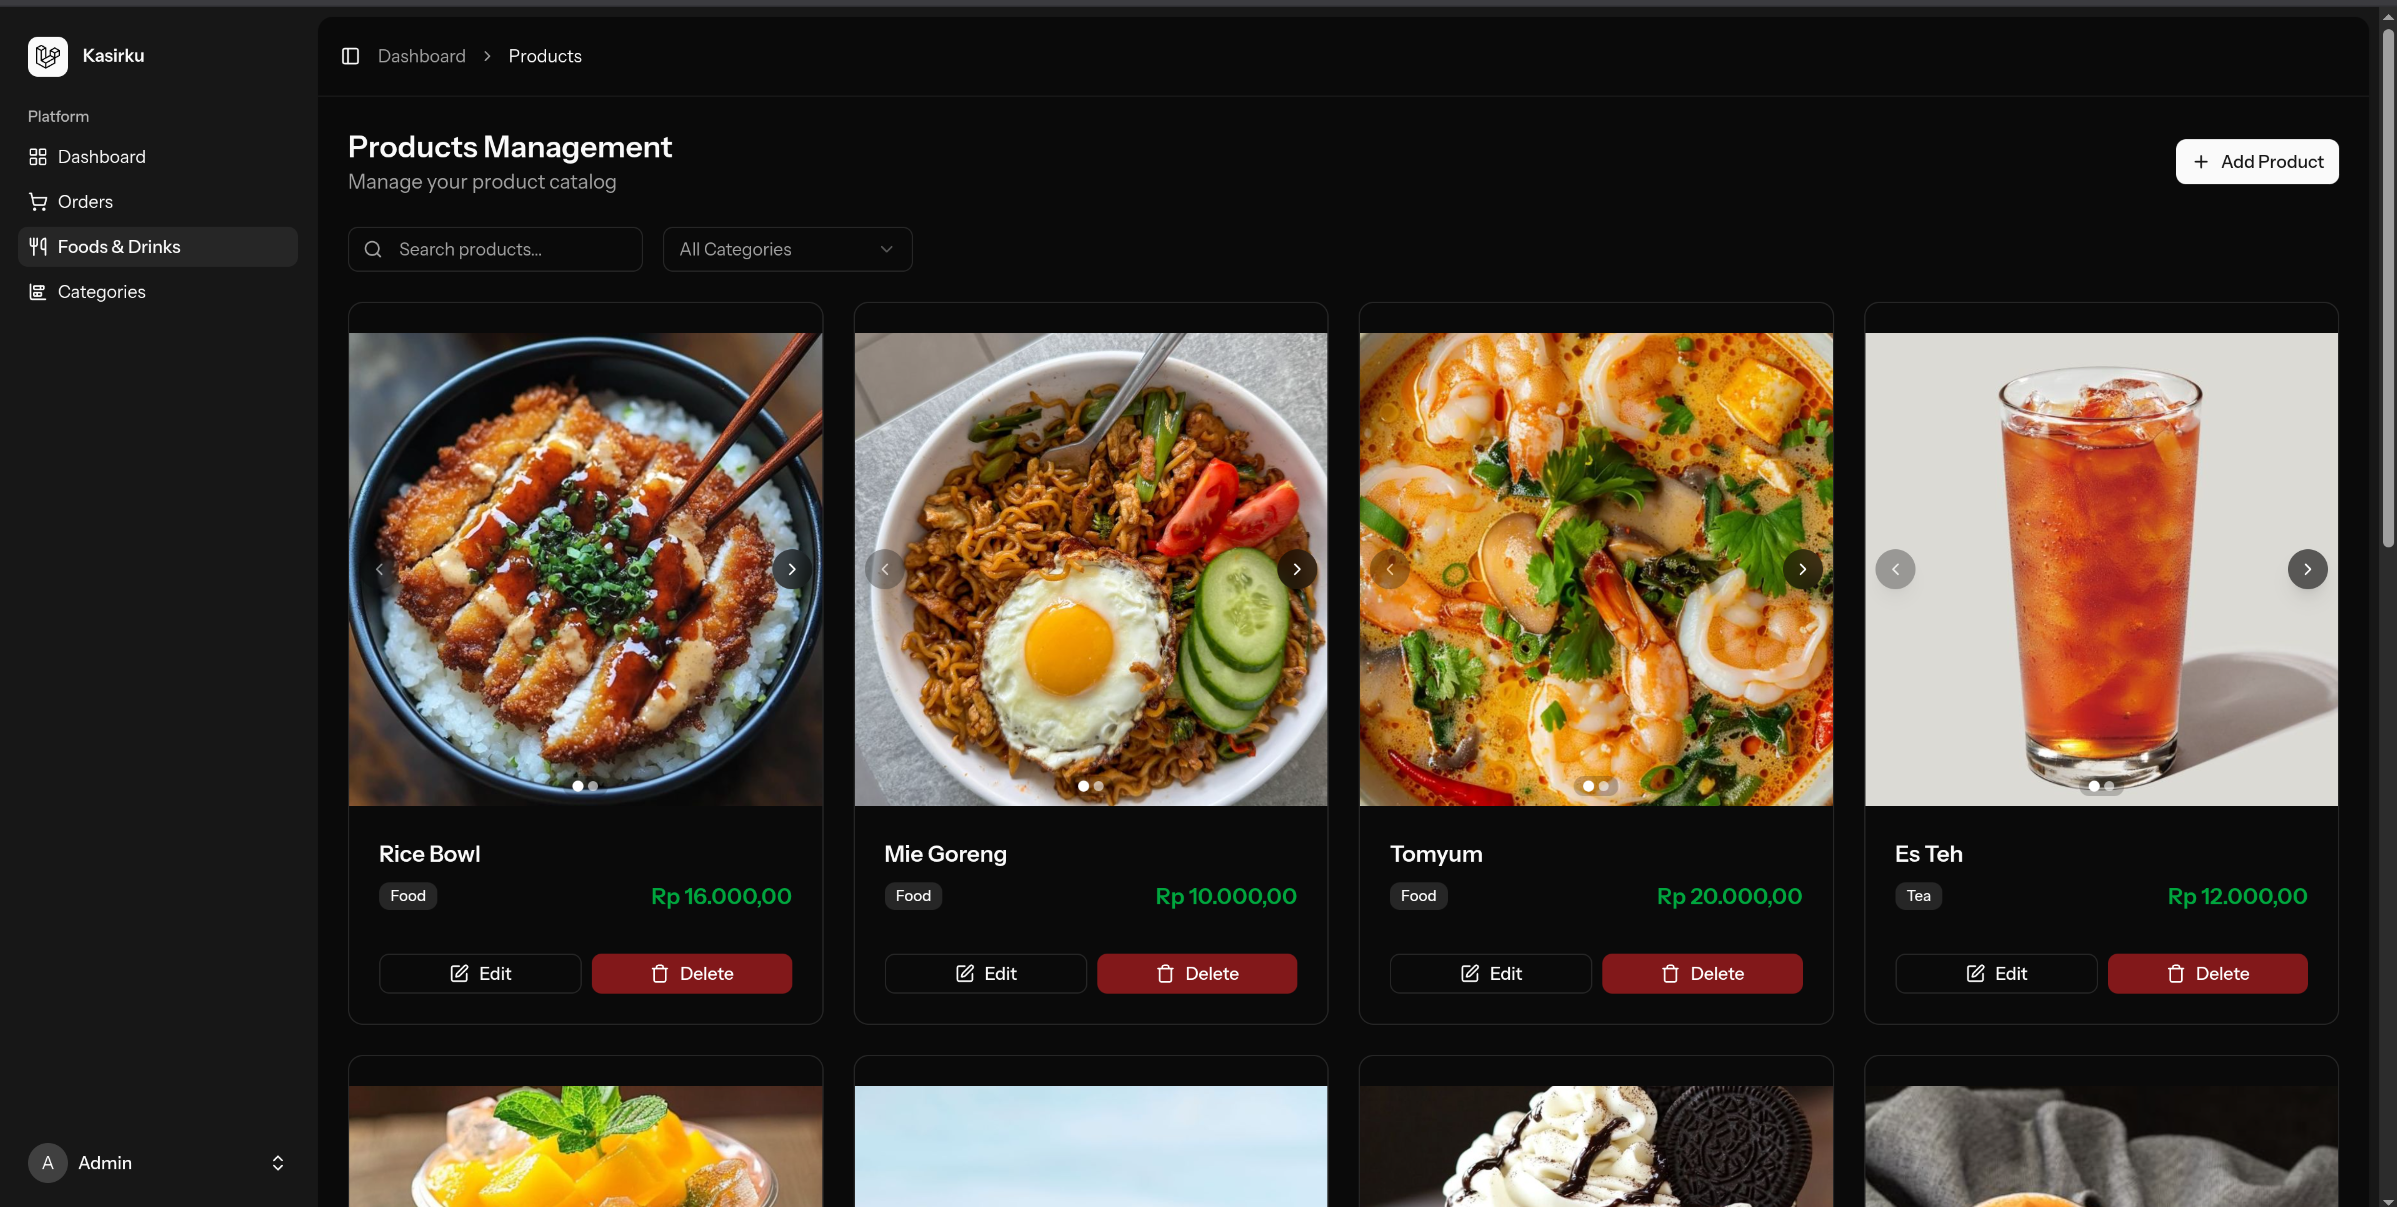 Kasirku
Platform
Dashboard
Orders
Foods & Drinks
Categories
A Admin
Dashboard > Products
Products Management
Manage your product catalog
Add Product
Search products...
All Categories
Rice Bowl
Food Rp 16.000,00
Edit Delete
Mie Goreng
Food Rp 10.000,00
Edit Delete
Tomyum
Food Rp 20.000,00
Edit Delete
Es Teh
Tea Rp 12.000,00
Edit Delete